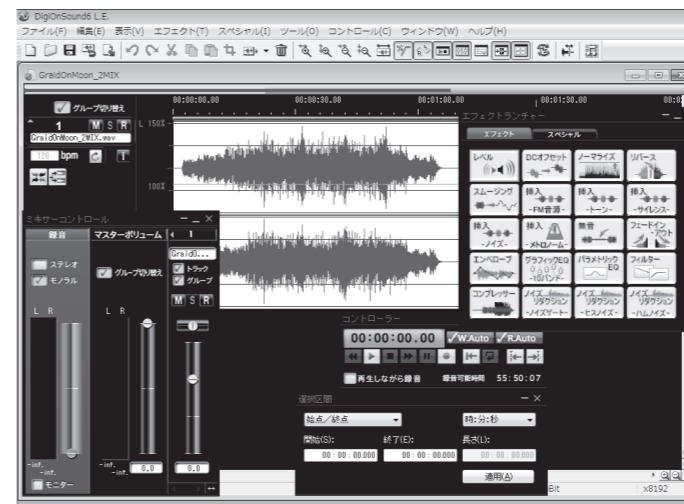 DigiOnSound6 L.E.
ファイル(F) 編集(E) 表示(V) エフェクト(T) スペシャル(I) ツール(O) コントロール(C) ウィンドウ(W) ヘルプ(H)
GraidOnMoon_2MIX
グループ切り替え
00:00:00.00 00:00:30.00 00:01:00.00 00:01:30.00
1 M S R L 150%
GraidOnMoon_2MIX.wav
120 bpm T
100%
エフェクトランチャー
エフェクト スペシャル
レベル DCオフセット ノーマライズ リバース
スムージング 挿入 -FM音源- 挿入 -トーン- 挿入 -サイレンス-
挿入 -ノイズ- 挿入 -メトロノーム- 無音 フェードイン・アウト
エンベロープ グラフィックEQ -10バンド- パラメトリックEQ フィルター
コンプレッサー ノイズリダクション -ノイズゲート- ノイズリダクション -ヒスノイズ- ノイズリダクション -ハムノイズ-
ミキサーコントロール
録音 マスターボリューム 1
GraidO...
ステレオ
モノラル
グループ切り替え
トラック
グループ
M S R
L R L R
-inf. -inf. -inf. -inf. 0.0 0.0
モニター
コントローラー
00:00:00.00 W.Auto R.Auto
再生しながら録音 録音可能時間 55:50:07
選択区間
始点/終点 時:分:秒
開始(S): 終了(E): 長さ(L):
00 : 00 : 00.000 00 : 00 : 00.000 00 : 00 : 00.000
適用(A)
Bit x8192